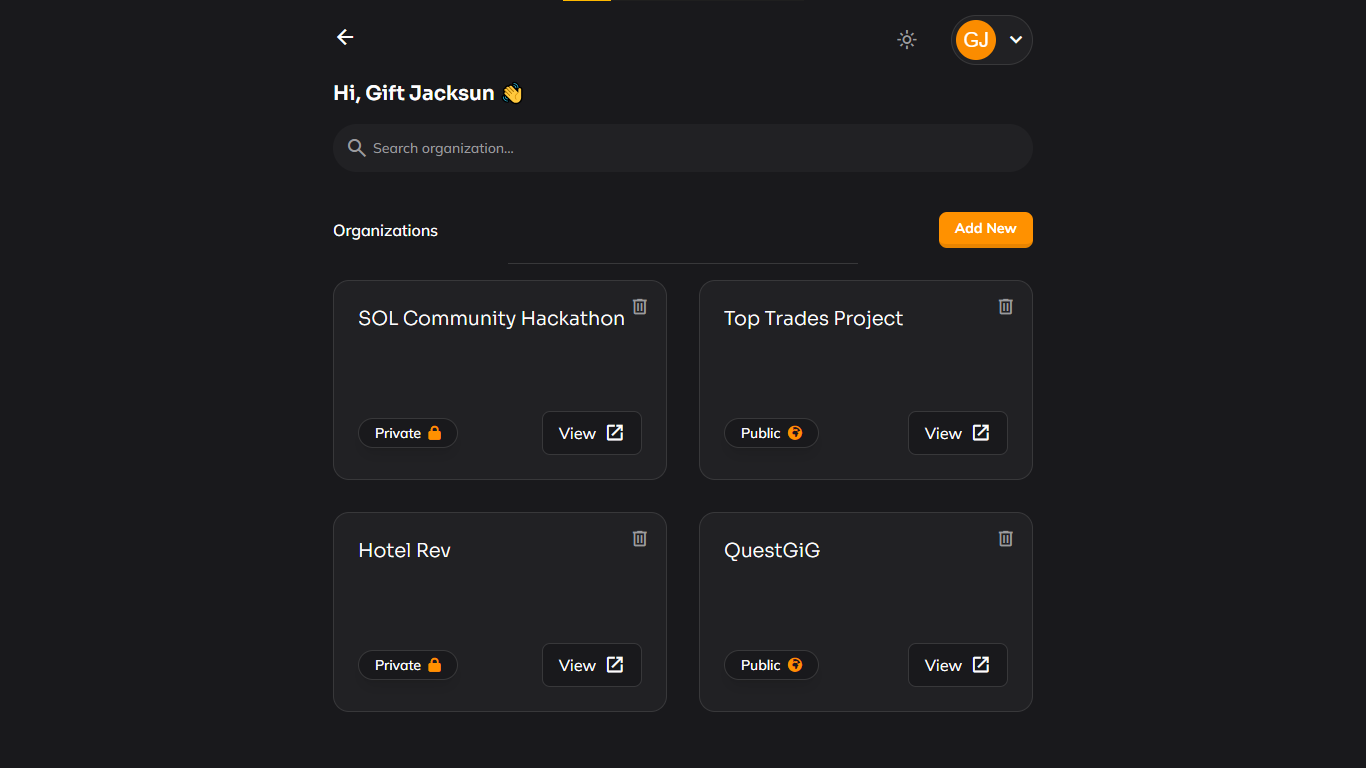 GJ
Hi, Gift Jacksun 👋
Search organization...
Organizations
Add New
SOL Community Hackathon
Private
View
Top Trades Project
Public
View
Hotel Rev
Private
View
QuestGiG
Public
View